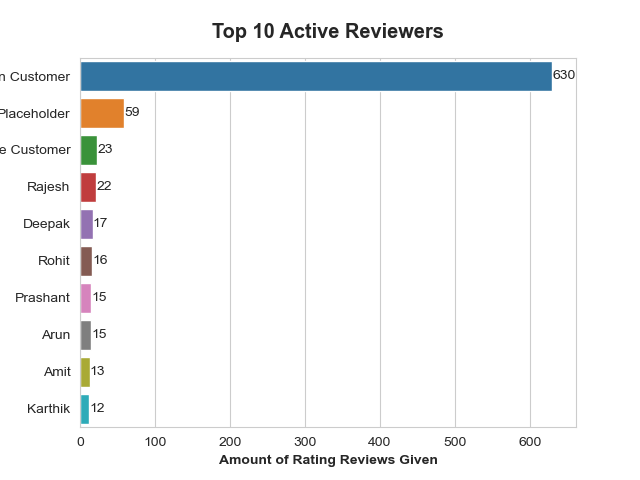 Top 10 Active Reviewers
n Customer 630
Placeholder 59
e Customer 23
Rajesh 22
Deepak 17
Rohit 16
Prashant 15
Arun 15
Amit 13
Karthik 12
0 100 200 300 400 500 600
Amount of Rating Reviews Given